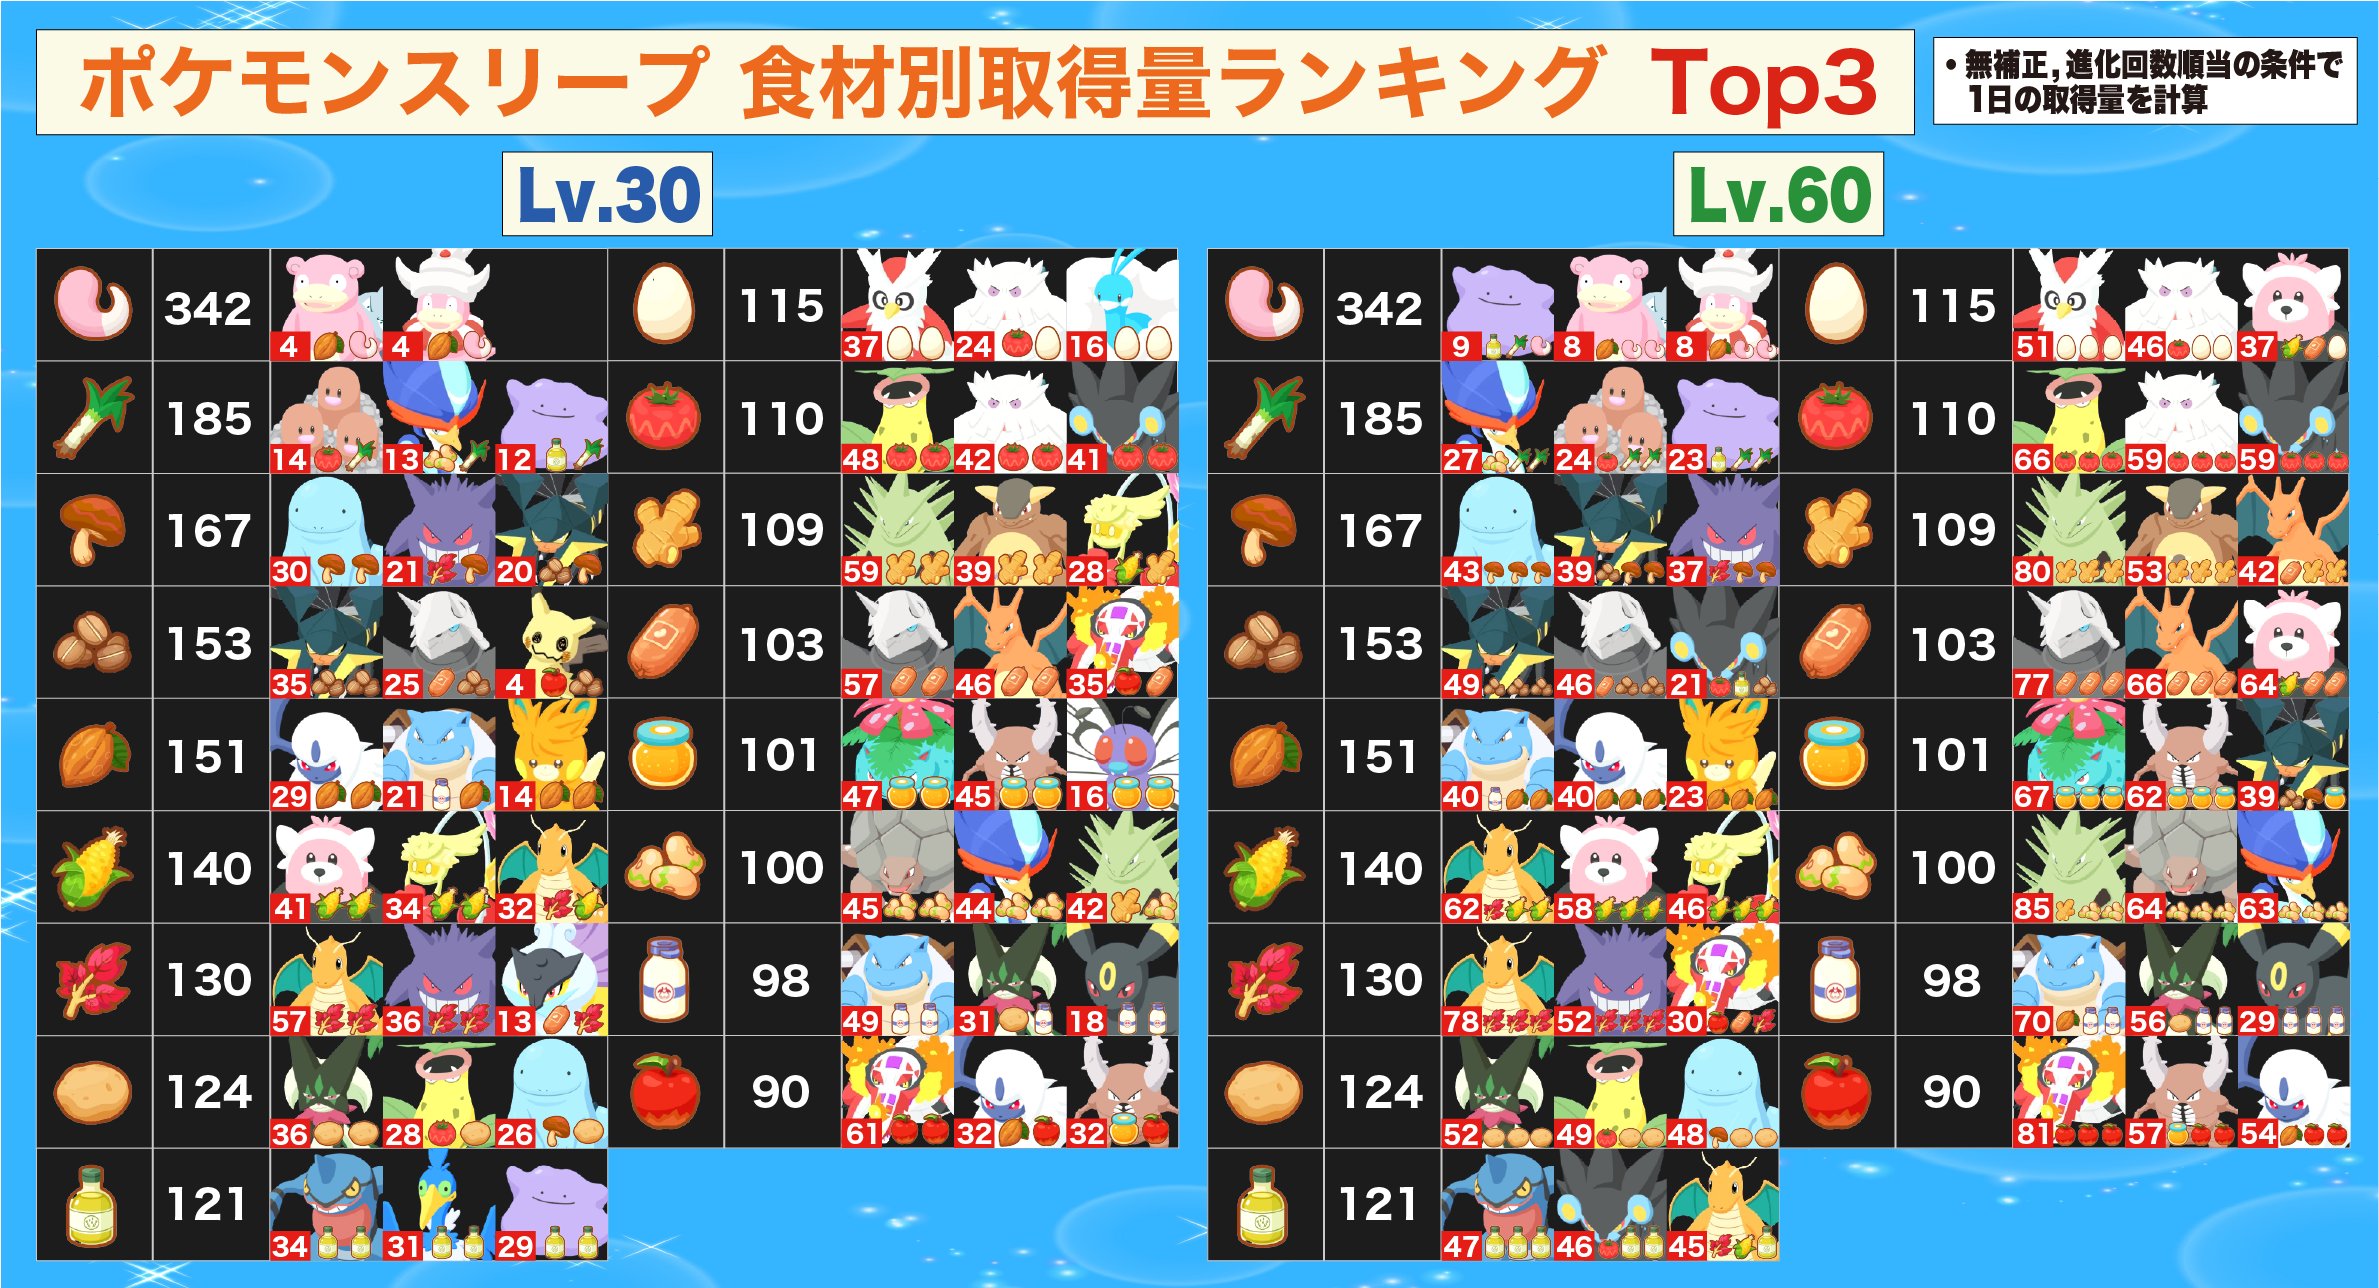 ポケモンスリープ 食材別取得量ランキング Top3
・無補正,進化回数順当の条件で
1日の取得量を計算
Lv.30
342 4 4
115 37 24 16
185 14 13 12
110 48 42 41
167 30 21 20
109 59 39 28
153 35 25 4
103 57 46 35
151 29 21 14
101 47 45 16
140 41 34 32
100 45 44 42
130 57 36 13
98 49 31 18
124 36 28 26
90 61 32 32
121 34 31 29
Lv.60
342 9 8 8
115 51 46 37
185 27 24 23
110 66 59 59
167 43 39 37
109 80 53 42
153 49 46 21
103 77 66 64
151 40 40 23
101 67 62 39
140 62 58 46
100 85 64 63
130 78 52 30
98 70 56 29
124 52 49 48
90 81 57 54
121 47 46 45